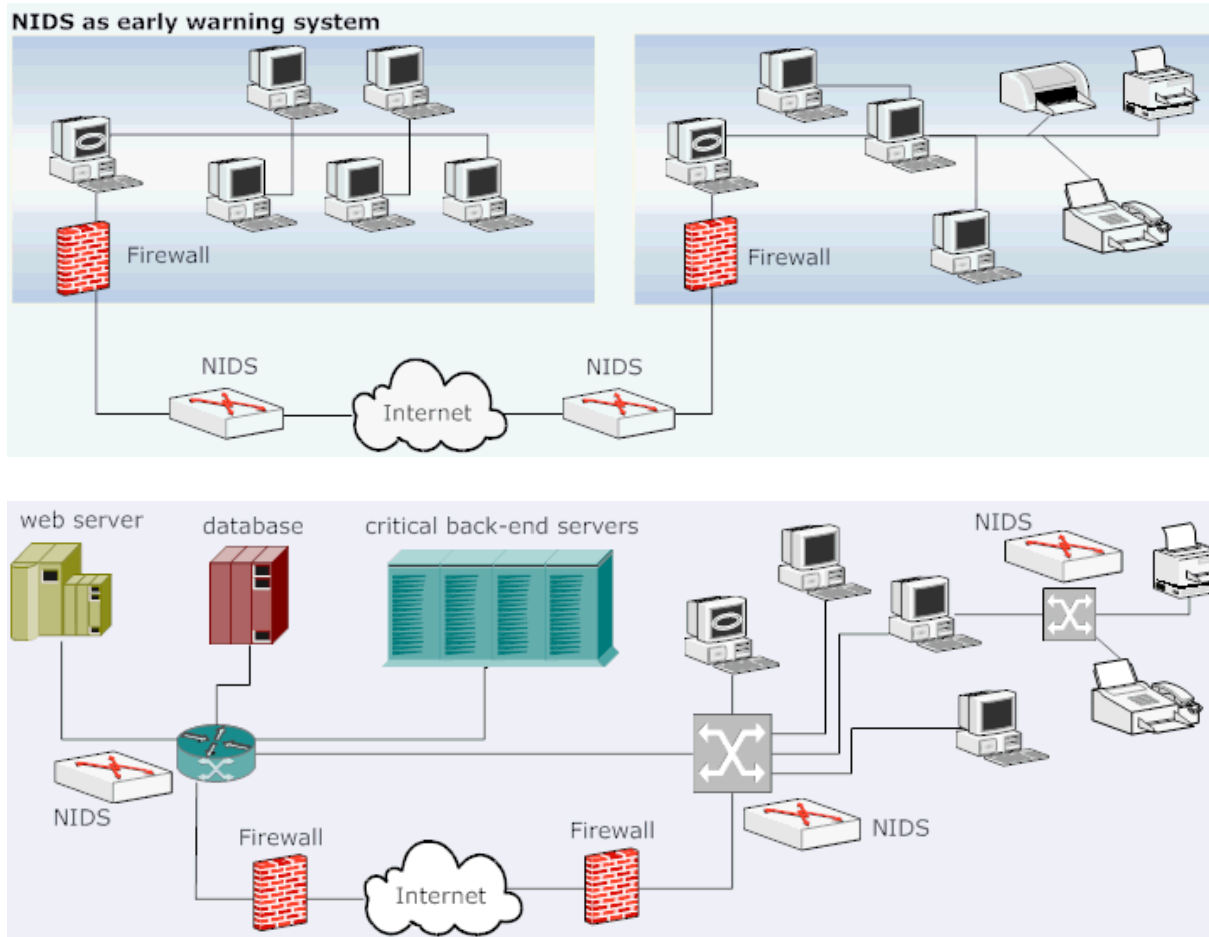 NIDS as early warning system
Firewall
Firewall
NIDS
NIDS
Internet
web server
database
critical back-end servers
NIDS
NIDS
NIDS
Firewall
Firewall
Internet